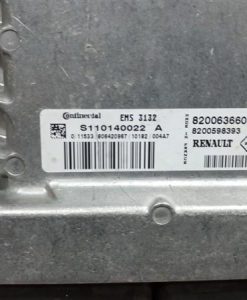 Continental EMS 3132
S110140022 A
820063660
8200598393
RENAULT